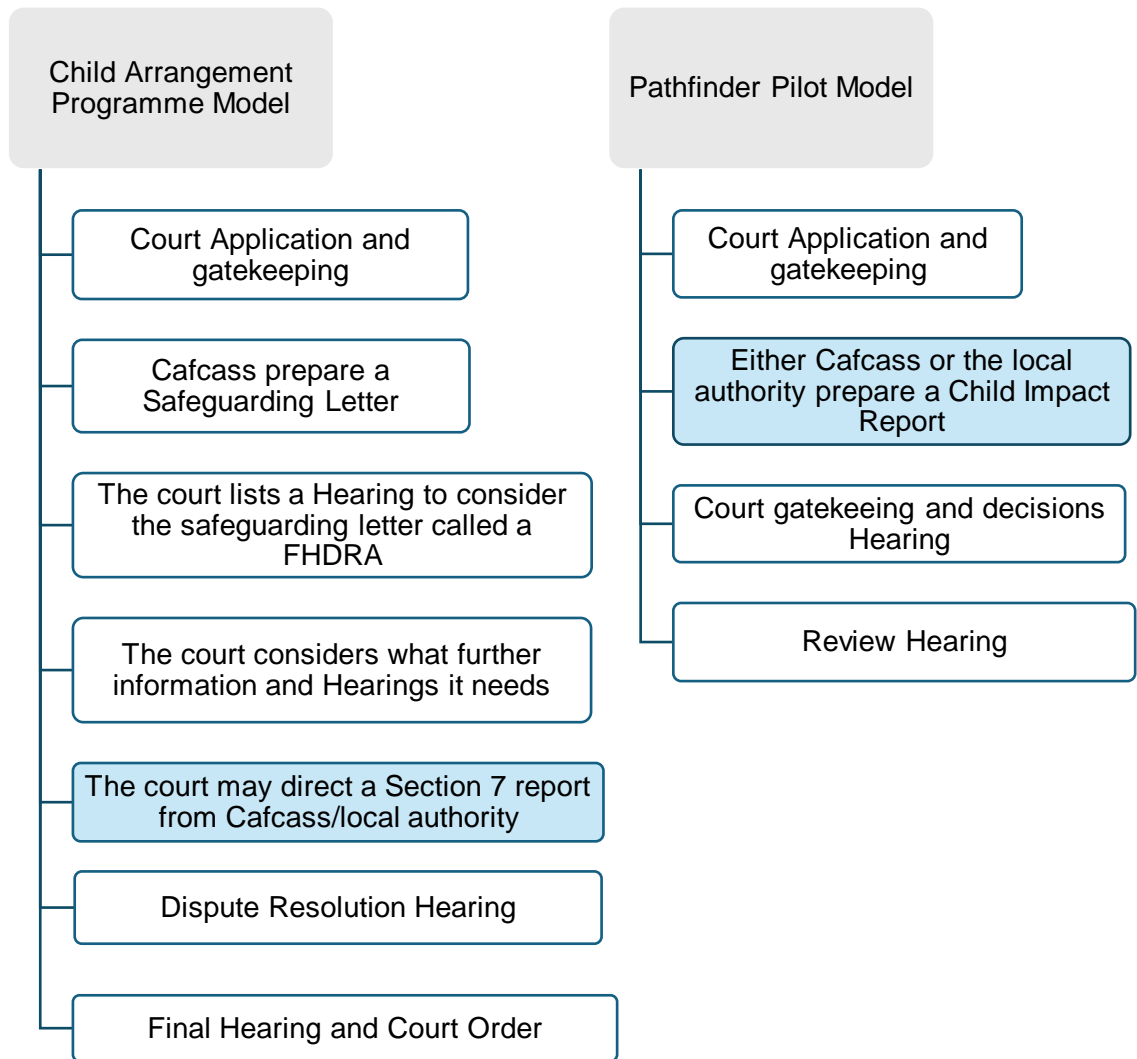 Child Arrangement
Programme Model
Court Application and
gatekeeping
Cafcass prepare a
Safeguarding Letter
The court lists a Hearing to consider
the safeguarding letter called a
FHDRA
The court considers what further
information and Hearings it needs
The court may direct a Section 7 report
from Cafcass/local authority
Dispute Resolution Hearing
Final Hearing and Court Order
Pathfinder Pilot Model
Court Application and
gatekeeping
Either Cafcass or the local
authority prepare a Child Impact
Report
Court gatekeeing and decisions
Hearing
Review Hearing